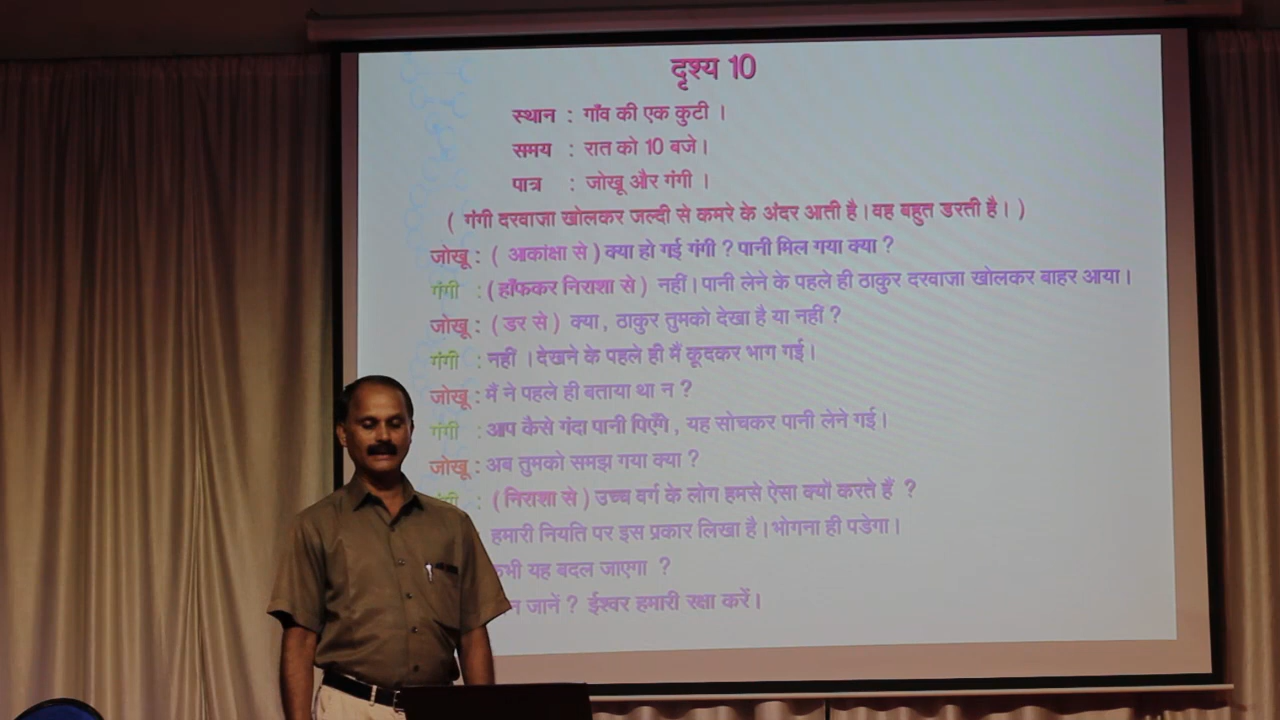 दृश्य 10
स्थान : गाँव की एक कुटी ।
समय : रात को 10 बजे।
पात्र : जोखू और गंगी ।
( गंगी दरवाजा खोलकर जल्दी से कमरे के अंदर आती है।वह बहुत डरती है। )
जोखू : ( आकांक्षा से ) क्या हो गई गंगी ? पानी मिल गया क्या ?
गंगी : (हाँफकर निराशा से ) नहीं।पानी लेने के पहले ही ठाकुर दरवाजा खोलकर बाहर आया।
जोखू : ( डर से ) क्या , ठाकुर तुमको देखा है या नहीं ?
गंगी : नहीं ।देखने के पहले ही मैं कूदकर भाग गई।
जोखू : मैं ने पहले ही बताया था न ?
गंगी : आप कैसे गंदा पानी पिएँगे , यह सोचकर पानी लेने गई।
जोखू : अब तुमको समझ गया क्या ?
: ( निराशा से ) उच्च वर्ग के लोग हमसे ऐसा क्यों करते हैं ?
हमारी नियति पर इस प्रकार लिखा है।भोगना ही पडेगा।
यह बदल जाएगा ?
जानें ? ईश्वर हमारी रक्षा करें।